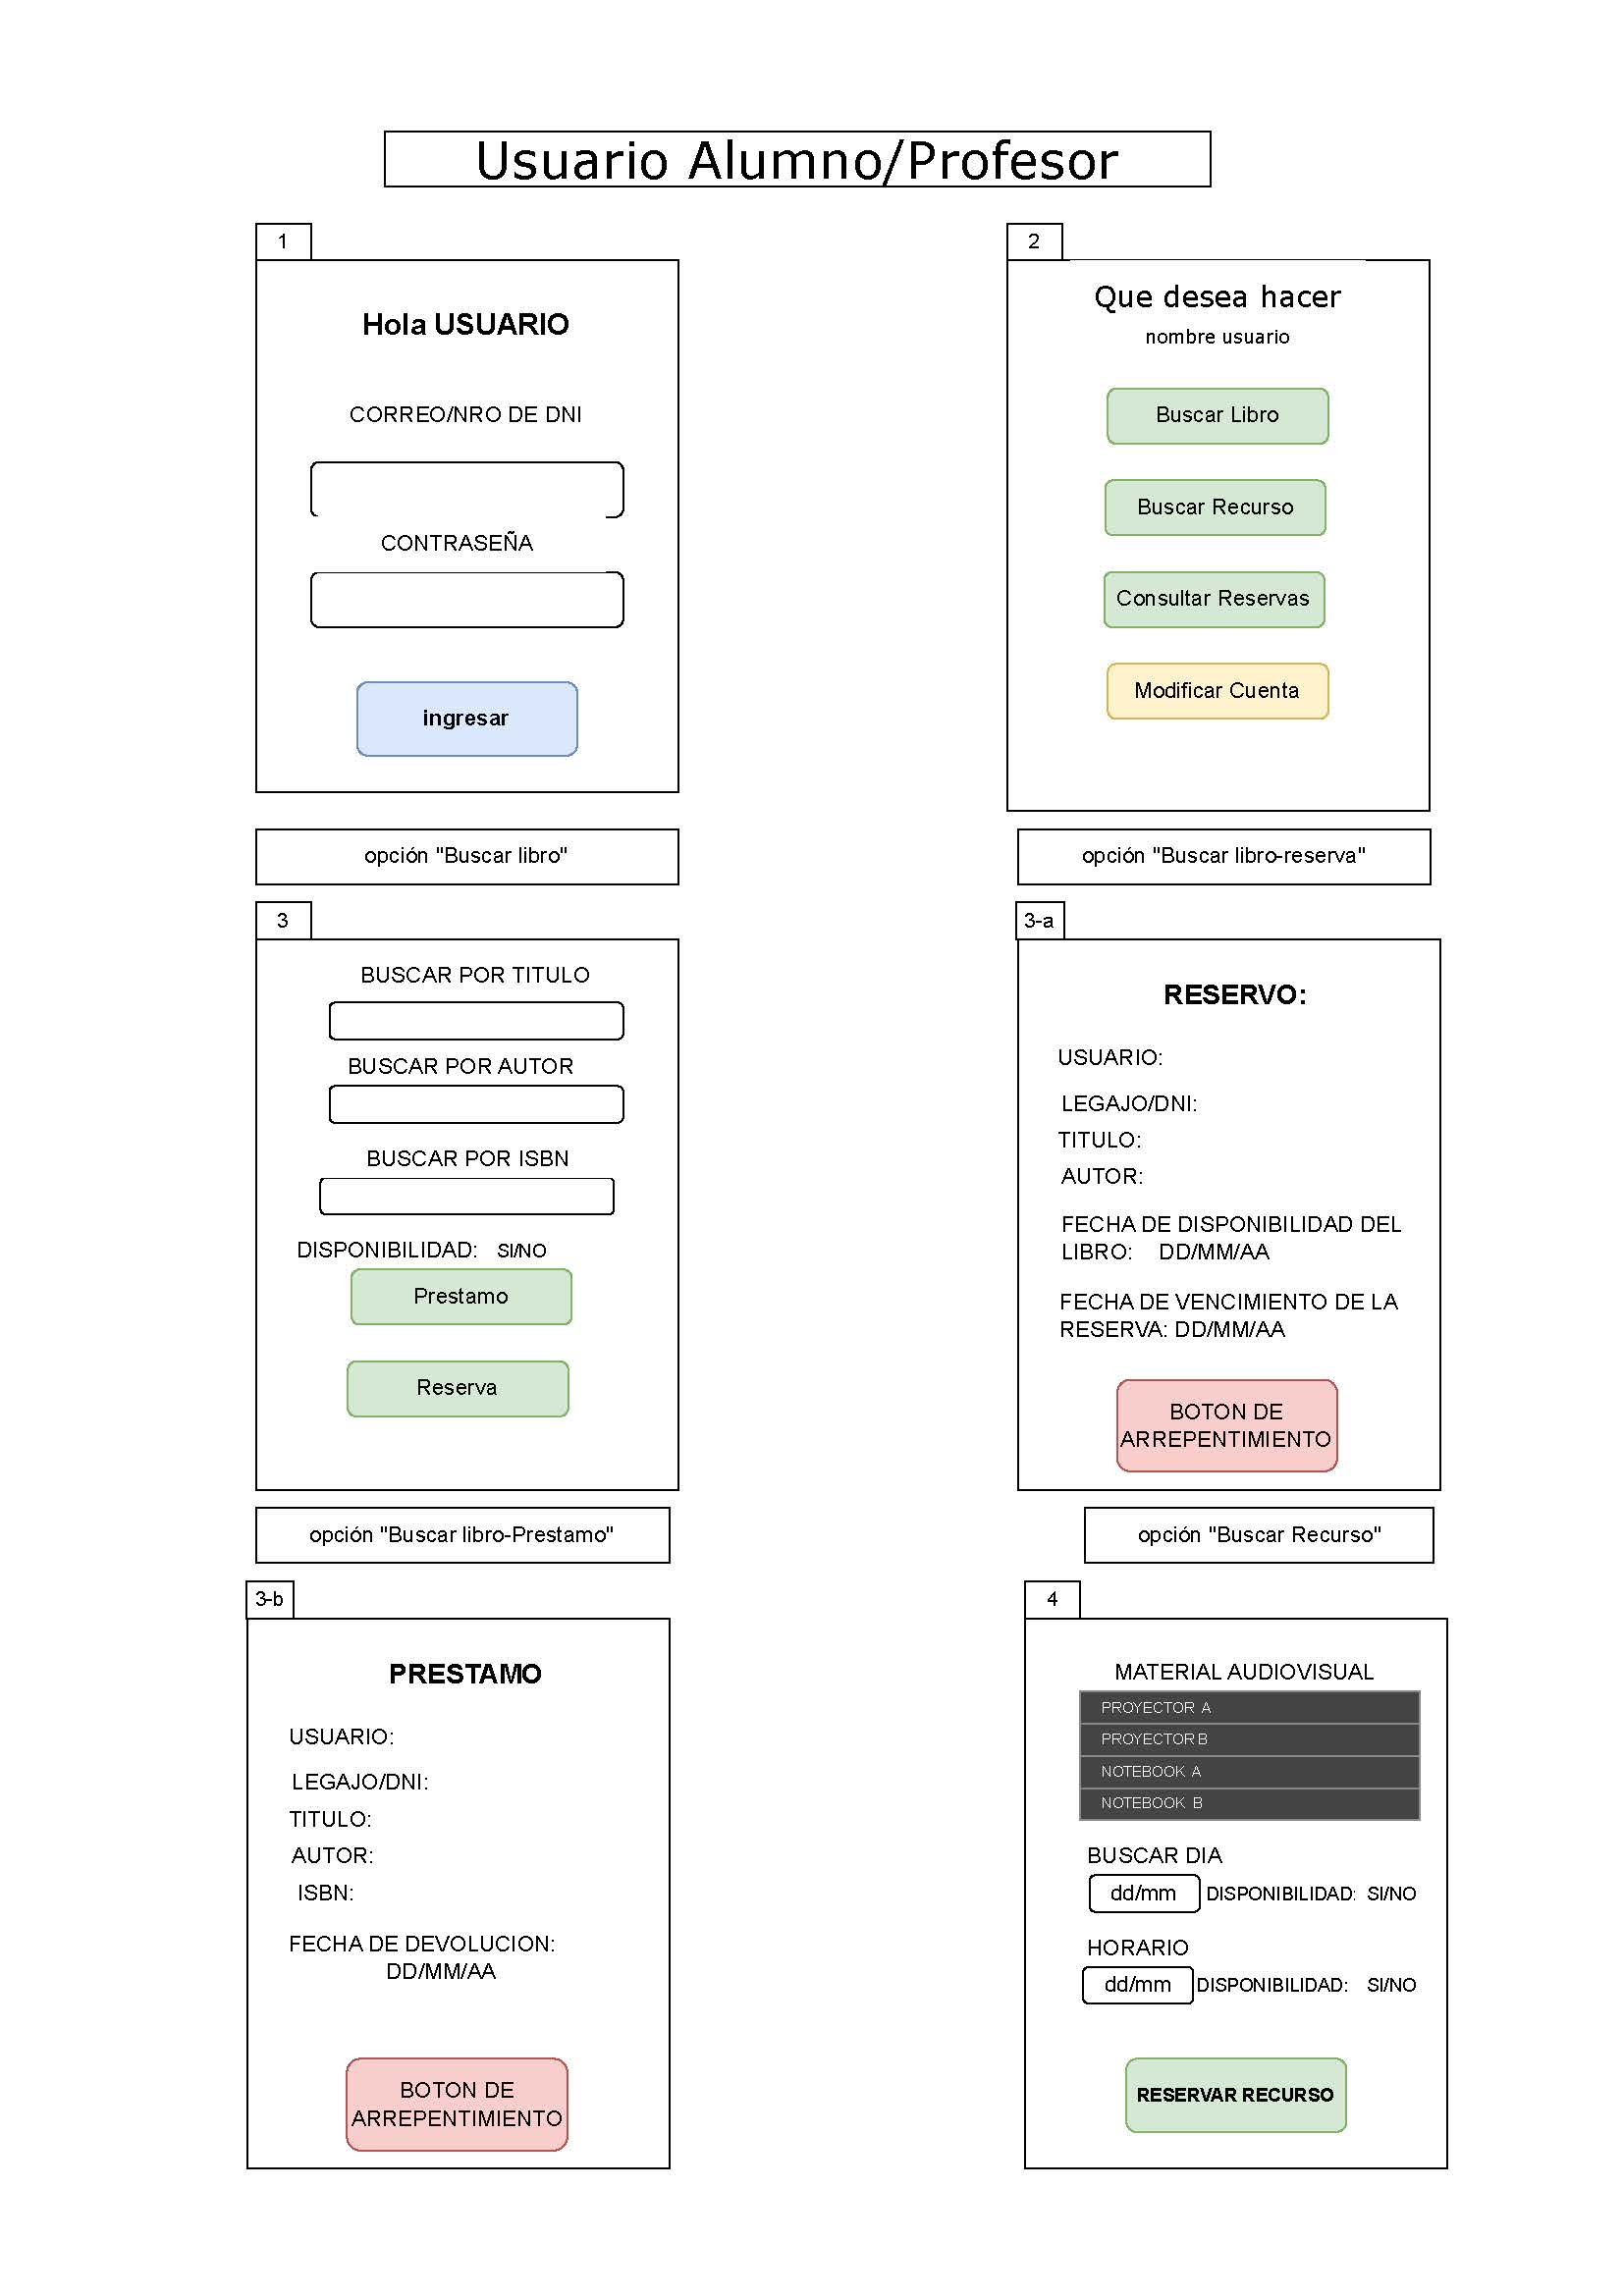 Usuario Alumno/Profesor
1
Hola USUARIO
CORREO/NRO DE DNI
CONTRASEÑA
ingresar
2
Que desea hacer
nombre usuario
Buscar Libro
Buscar Recurso
Consultar Reservas
Modificar Cuenta
opción "Buscar libro"
3
BUSCAR POR TITULO
BUSCAR POR AUTOR
BUSCAR POR ISBN
DISPONIBILIDAD: SI/NO
Prestamo
Reserva
opción "Buscar libro-reserva"
3-a
RESERVO:
USUARIO:
LEGAJO/DNI:
TITULO:
AUTOR:
FECHA DE DISPONIBILIDAD DEL
LIBRO: DD/MM/AA
FECHA DE VENCIMIENTO DE LA
RESERVA: DD/MM/AA
BOTON DE
ARREPENTIMIENTO
opción "Buscar libro-Prestamo"
3-b
PRESTAMO
USUARIO:
LEGAJO/DNI:
TITULO:
AUTOR:
ISBN:
FECHA DE DEVOLUCION:
DD/MM/AA
BOTON DE
ARREPENTIMIENTO
opción "Buscar Recurso"
4
MATERIAL AUDIOVISUAL
PROYECTOR A
PROYECTOR B
NOTEBOOK A
NOTEBOOK B
BUSCAR DIA
dd/mm DISPONIBILIDAD: SI/NO
HORARIO
dd/mm DISPONIBILIDAD: SI/NO
RESERVAR RECURSO